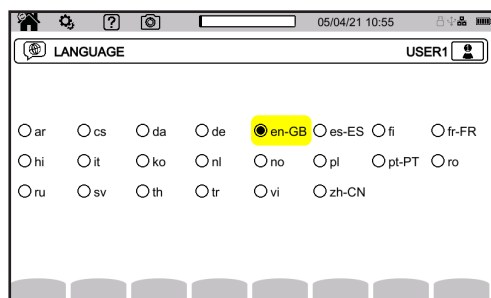 05/04/21 10:55
LANGUAGE USER1
ar cs da de en-GB es-ES fi fr-FR
hi it ko nl no pl pt-PT ro
ru sv th tr vi zh-CN